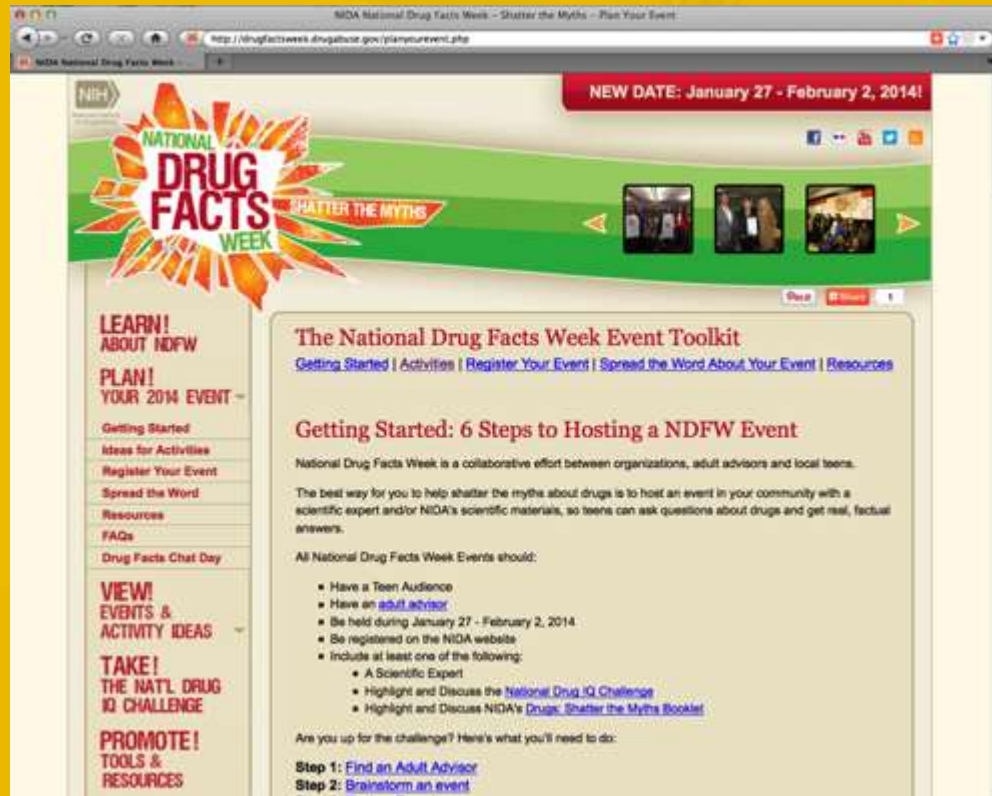 NIDA National Drug Facts Week – Shatter the Myths – Plan Your Event
http://drugfactsweek.drugabuse.gov/planyourevent.php
NIDA National Drug Facts Week – ...
NIH
NEW DATE: January 27 - February 2, 2014!
NATIONAL
DRUG
FACTS
WEEK
SHATTER THE MYTHS
Pin it
Share
1
LEARN!
ABOUT NDFW
PLAN!
YOUR 2014 EVENT
Getting Started
Ideas for Activities
Register Your Event
Spread the Word
Resources
FAQs
Drug Facts Chat Day
VIEW!
EVENTS &
ACTIVITY IDEAS
TAKE!
THE NAT'L DRUG
IQ CHALLENGE
PROMOTE!
TOOLS &
RESOURCES
The National Drug Facts Week Event Toolkit
Getting Started | Activities | Register Your Event | Spread the Word About Your Event | Resources
Getting Started: 6 Steps to Hosting a NDFW Event
National Drug Facts Week is a collaborative effort between organizations, adult advisors and local teens.
The best way for you to help shatter the myths about drugs is to host an event in your community with a
scientific expert and/or NIDA's scientific materials, so teens can ask questions about drugs and get real, factual
answers.
All National Drug Facts Week Events should:
• Have a Teen Audience
• Have an adult advisor
• Be held during January 27 - February 2, 2014
• Be registered on the NIDA website
• Include at least one of the following:
• A Scientific Expert
• Highlight and Discuss the National Drug IQ Challenge
• Highlight and Discuss NIDA's Drugs: Shatter the Myths Booklet
Are you up for the challenge? Here's what you'll need to do:
Step 1: Find an Adult Advisor
Step 2: Brainstorm an event